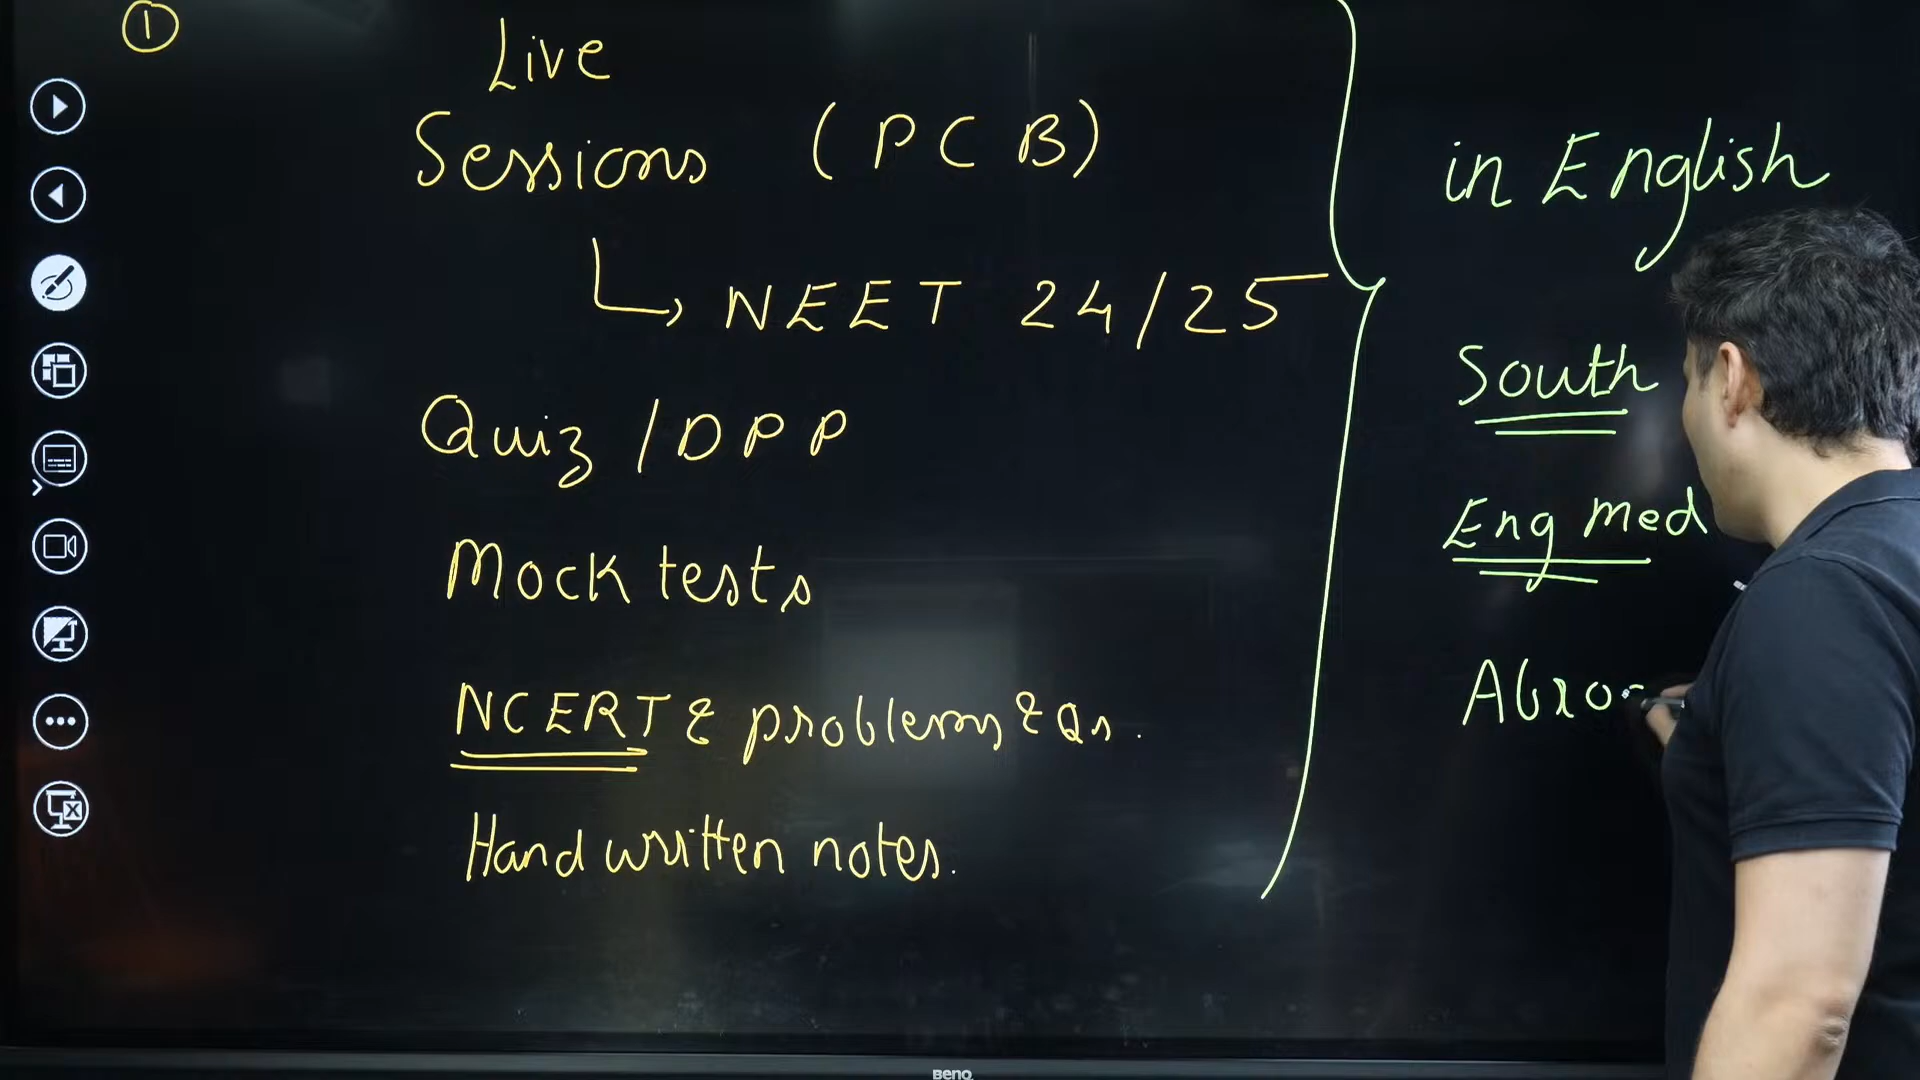 ①
Live
Sessions (PCB)
↳ NEET 24/25
Quiz / DPP
Mock tests
NCERT & problems & Qs.
Hand written notes.
in English
South
Eng Med
Abro
BenQ